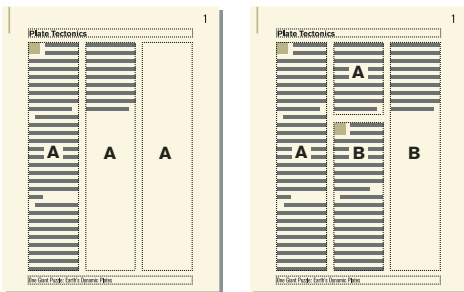 1
Plate Tectonics
A
A
A
One Giant Puzzle: Earth's Dynamic Plates
1
Plate Tectonics
A
A
B
B
One Giant Puzzle: Earth's Dynamic Plates